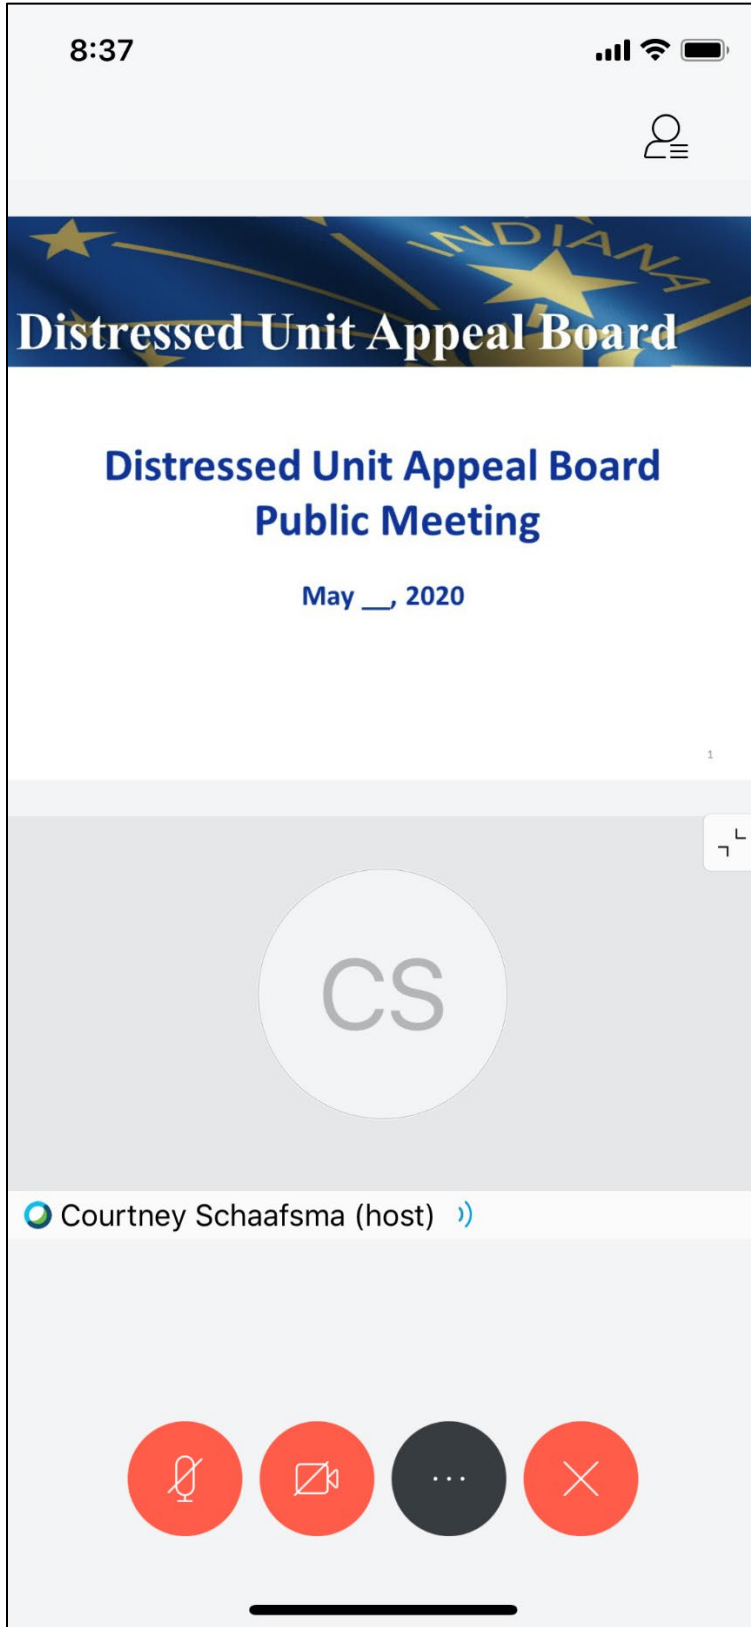 8:37
INDIANA
Distressed Unit Appeal Board
Distressed Unit Appeal Board
Public Meeting
May __, 2020
1
CS
Courtney Schaafsma (host)